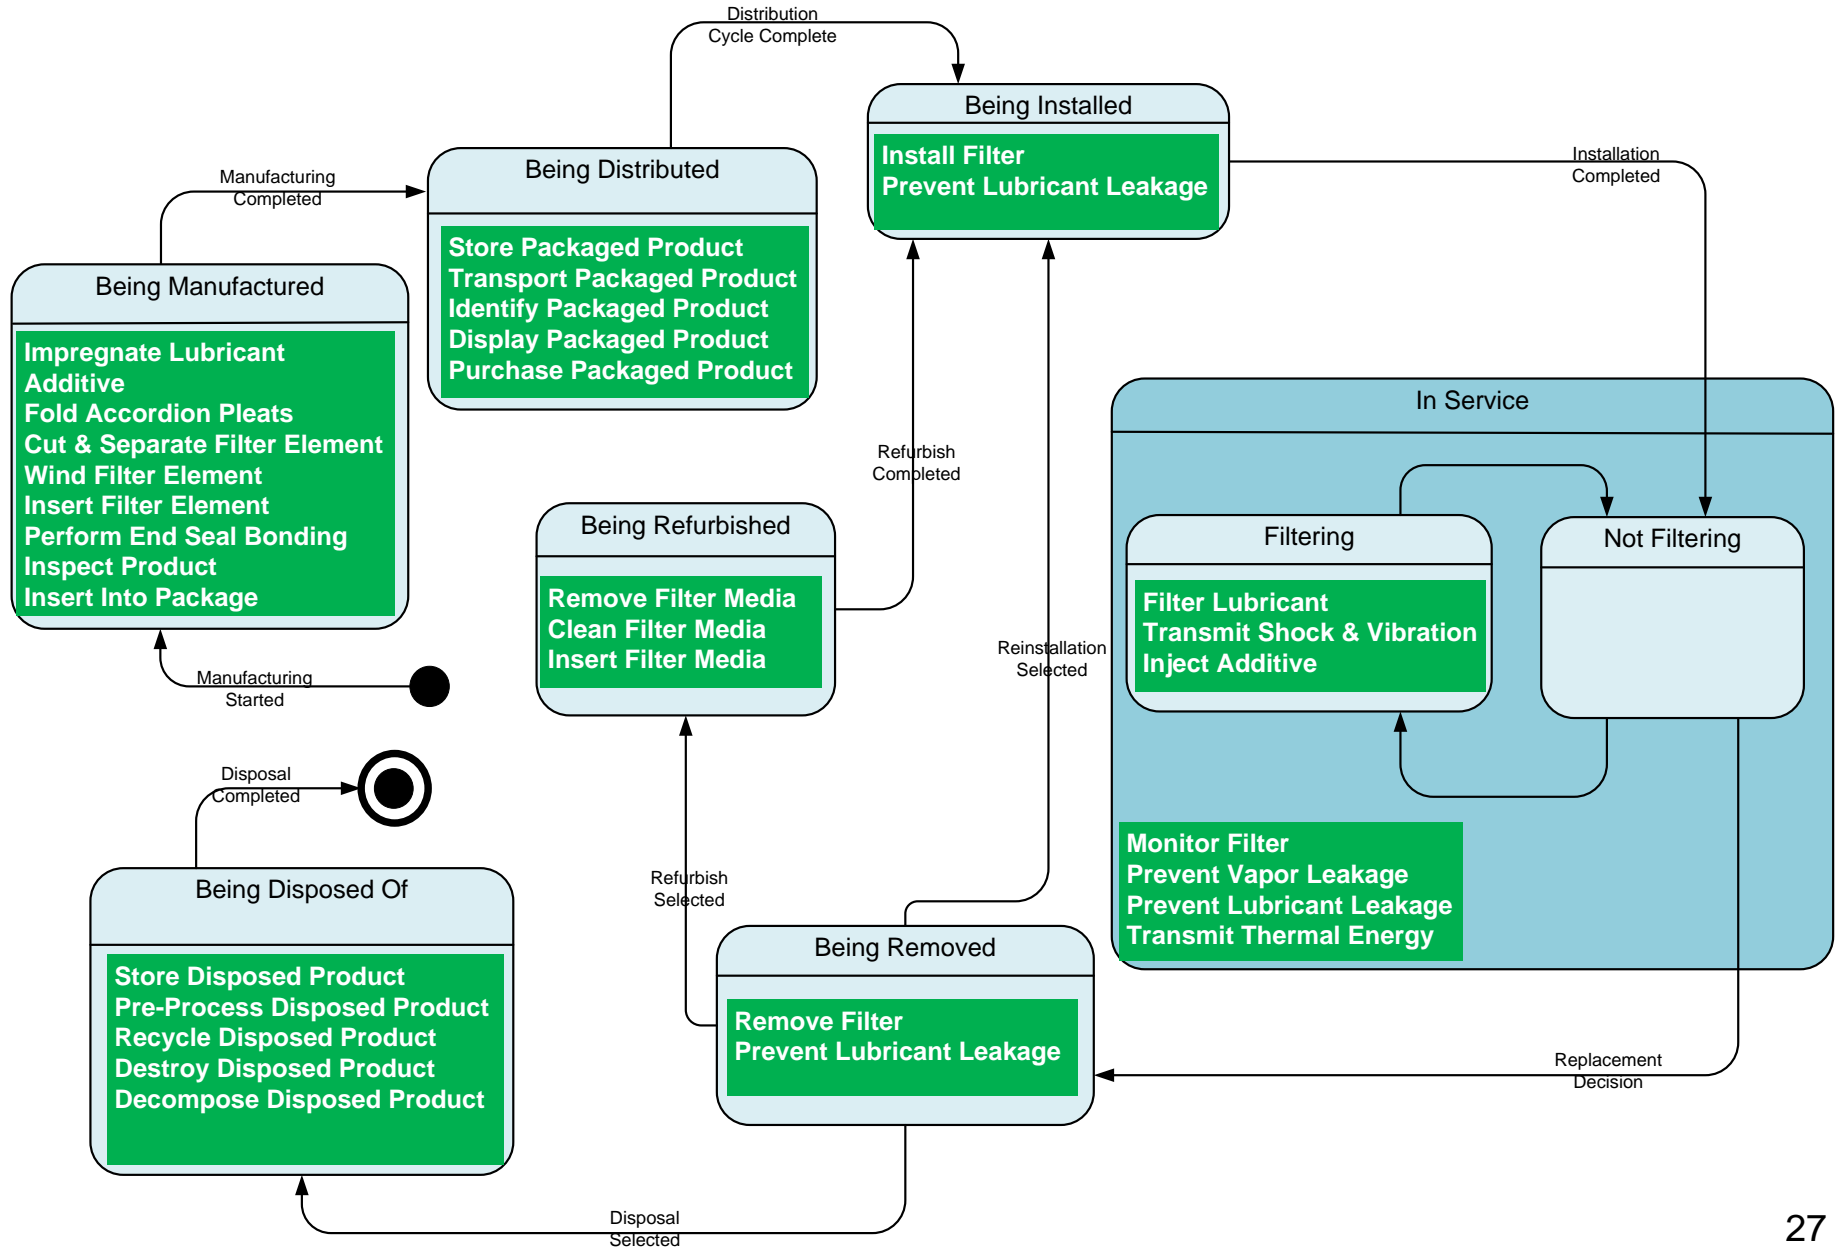 Distribution
Cycle Complete
Being Installed
Install Filter
Prevent Lubricant Leakage
Installation
Completed
Manufacturing
Completed
Being Distributed
Store Packaged Product
Transport Packaged Product
Identify Packaged Product
Display Packaged Product
Purchase Packaged Product
Being Manufactured
Impregnate Lubricant
Additive
Fold Accordion Pleats
Cut & Separate Filter Element
Wind Filter Element
Insert Filter Element
Perform End Seal Bonding
Inspect Product
Insert Into Package
Manufacturing
Started
Refurbish
Completed
Being Refurbished
Remove Filter Media
Clean Filter Media
Insert Filter Media
Reinstallation
Selected
In Service
Filtering
Filter Lubricant
Transmit Shock & Vibration
Inject Additive
Not Filtering
Monitor Filter
Prevent Vapor Leakage
Prevent Lubricant Leakage
Transmit Thermal Energy
Disposal
Completed
Being Disposed Of
Store Disposed Product
Pre-Process Disposed Product
Recycle Disposed Product
Destroy Disposed Product
Decompose Disposed Product
Refurbish
Selected
Being Removed
Remove Filter
Prevent Lubricant Leakage
Replacement
Decision
Disposal
Selected
27